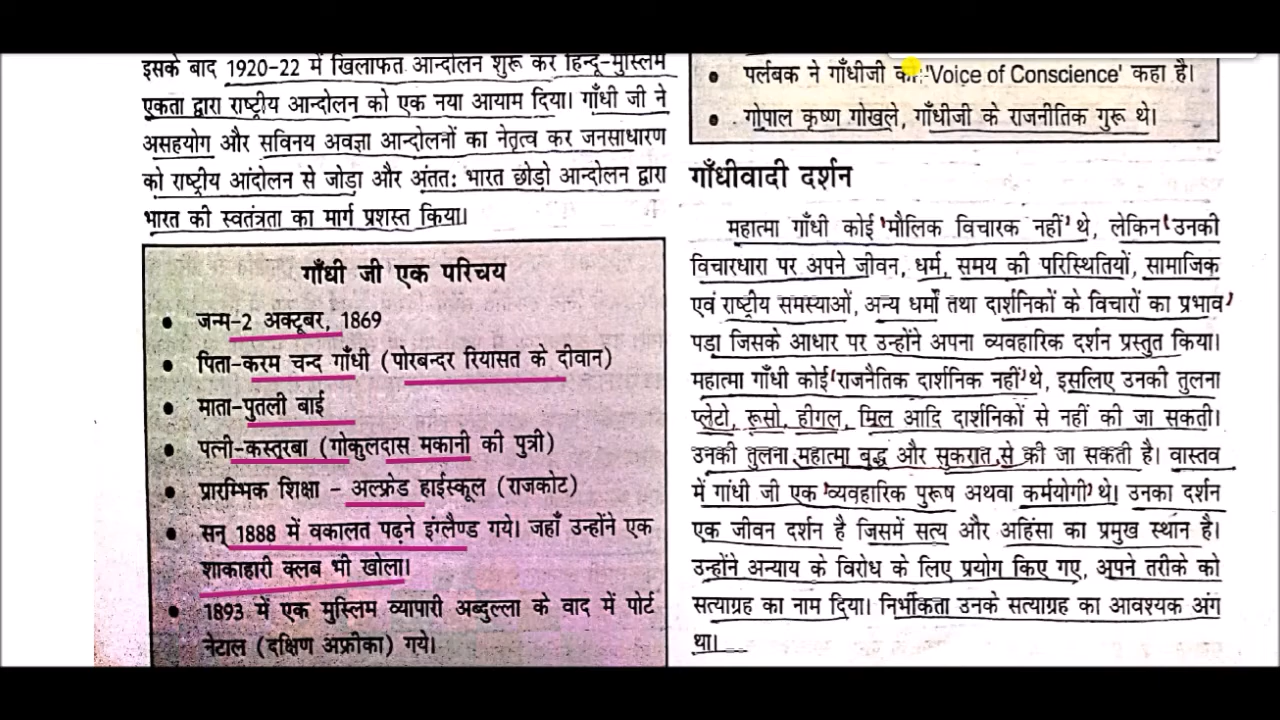 इसके बाद 1920-22 में खिलाफत आन्दोलन शुरू कर हिन्दू-मुस्लिम
एकता द्वारा राष्ट्रीय आन्दोलन को एक नया आयाम दिया। गाँधी जी ने
असहयोग और सविनय अवज्ञा आन्दोलनों का नेतृत्व कर जनसाधारण
को राष्ट्रीय आंदोलन से जोड़ा और अंततः भारत छोड़ो आन्दोलन द्वारा
भारत की स्वतंत्रता का मार्ग प्रशस्त किया।
गाँधी जी एक परिचय
• जन्म-2 अक्टूबर, 1869
• पिता-करम चन्द गाँधी (पोरबन्दर रियासत के दीवान)
• माता-पुतली बाई
• पत्नी-कस्तूरबा (गोकुलदास मकानी की पुत्री)
• प्रारम्भिक शिक्षा - अल्फ्रेड हाईस्कूल (राजकोट)
• सन् 1888 में वकालत पढ़ने इंग्लैण्ड गये। जहाँ उन्होंने एक
शाकाहारी क्लब भी खोला।
• 1893 में एक मुस्लिम व्यापारी अब्दुल्ला के वाद में पोर्ट
नेटाल (दक्षिण अफ्रीका) गये।
• पर्लबक ने गाँधीजी को 'Voice of Conscience' कहा है।
• गोपाल कृष्ण गोखले, गाँधीजी के राजनीतिक गुरू थे।
गाँधीवादी दर्शन
महात्मा गाँधी कोई 'मौलिक विचारक नहीं' थे, लेकिन 'उनकी
विचारधारा पर अपने जीवन, धर्म, समय की परिस्थितियों, सामाजिक
एवं राष्ट्रीय समस्याओं, अन्य धर्मों तथा दार्शनिकों के विचारों का प्रभाव'
पड़ा जिसके आधार पर उन्होंने अपना व्यवहारिक दर्शन प्रस्तुत किया।
महात्मा गाँधी कोई 'राजनैतिक दार्शनिक नहीं' थे, इसलिए उनकी तुलना
प्लेटो, रूसो, हीगल, मिल आदि दार्शनिकों से नहीं की जा सकती।
उनकी तुलना महात्मा बुद्ध और सुकरात से की जा सकती है। वास्तव
में गांधी जी एक 'व्यवहारिक पुरूष अथवा कर्मयोगी' थे। उनका दर्शन
एक जीवन दर्शन है जिसमें सत्य और अहिंसा का प्रमुख स्थान है।
उन्होंने अन्याय के विरोध के लिए प्रयोग किए गए, अपने तरीके को
सत्याग्रह का नाम दिया। निर्भीकता उनके सत्याग्रह का आवश्यक अंग
था।